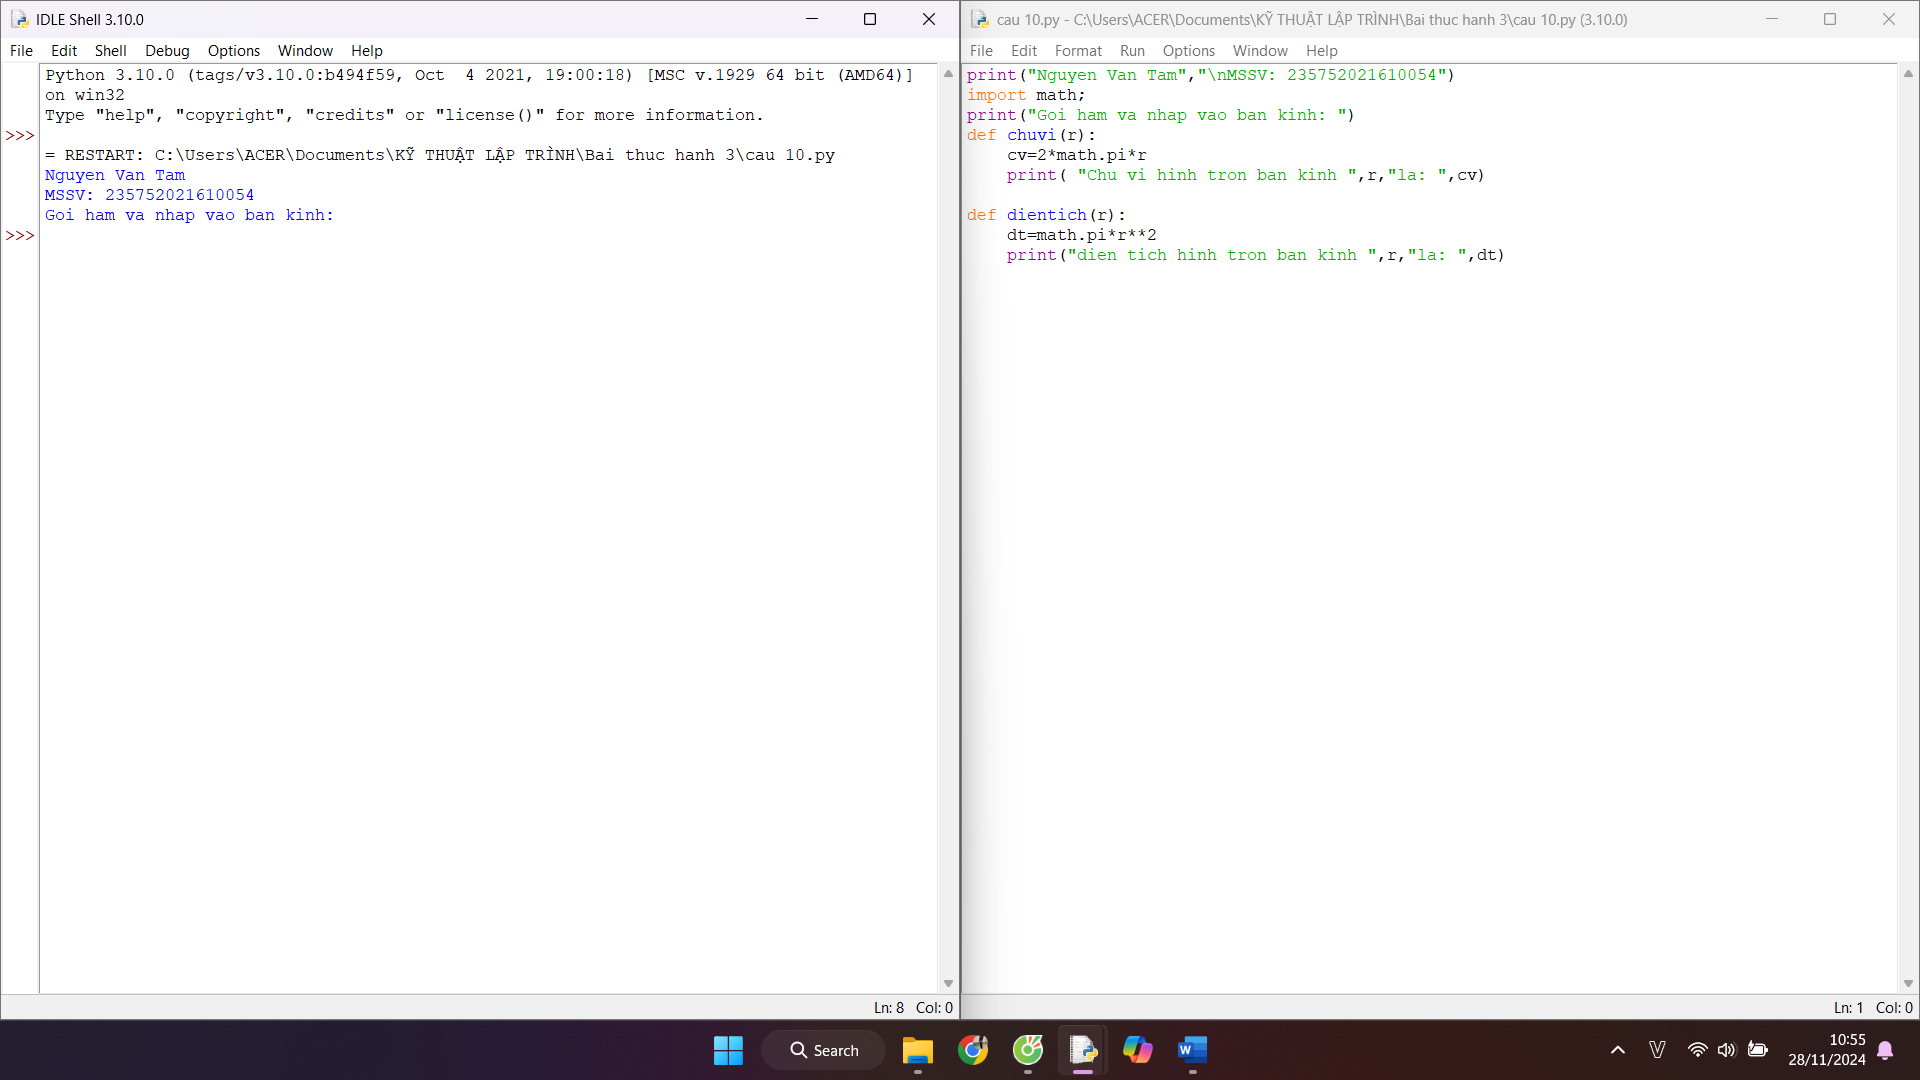 IDLE Shell 3.10.0
File Edit Shell Debug Options Window Help
Python 3.10.0 (tags/v3.10.0:b494f59, Oct  4 2021, 19:00:18) [MSC v.1929 64 bit (AMD64)]
on win32
Type "help", "copyright", "credits" or "license()" for more information.
>>>
= RESTART: C:\Users\ACER\Documents\KỸ THUẬT LẬP TRÌNH\Bai thuc hanh 3\cau 10.py
Nguyen Van Tam
MSSV: 235752021610054
Goi ham va nhap vao ban kinh:
>>>
Ln: 8 Col: 0
cau 10.py - C:\Users\ACER\Documents\KỸ THUẬT LẬP TRÌNH\Bai thuc hanh 3\cau 10.py (3.10.0)
File Edit Format Run Options Window Help
print("Nguyen Van Tam","\nMSSV: 235752021610054")
import math;
print("Goi ham va nhap vao ban kinh: ")
def chuvi(r):
    cv=2*math.pi*r
    print( "Chu vi hinh tron ban kinh ",r,"la: ",cv)
def dientich(r):
    dt=math.pi*r**2
    print("dien tich hinh tron ban kinh ",r,"la: ",dt)
Ln: 1 Col: 0
Search
10:55
28/11/2024